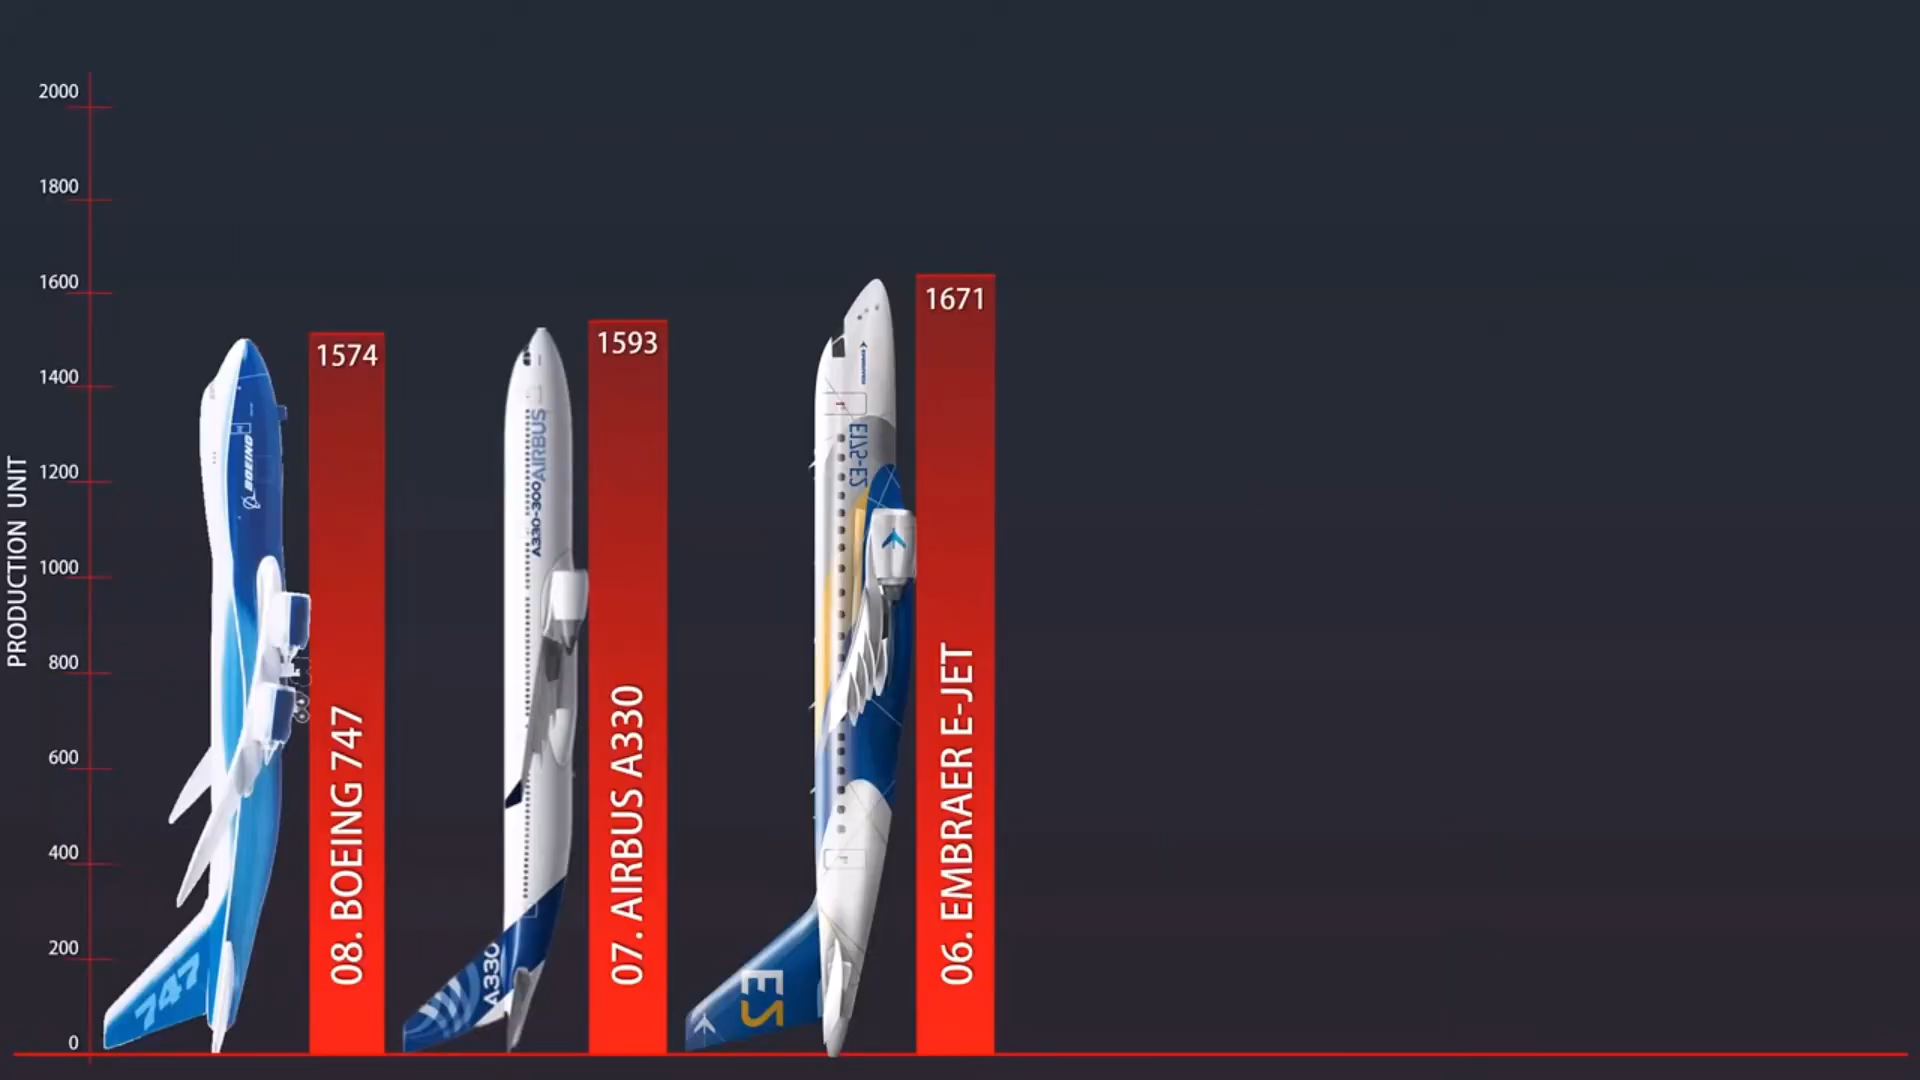 2000
1800
1600
1400
1200
1000
800
600
400
200
0
PRODUCTION UNIT
747
BOEING
1574
08. BOEING 747
A330
A330-300
AIRBUS
1593
07. AIRBUS A330
E2
E175-E2
EMBRAER
1671
06. EMBRAER E-JET